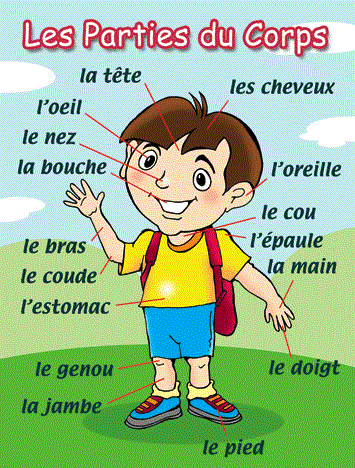 Les Parties du Corps
la tête
les cheveux
l'oeil
le nez
la bouche
l'oreille
le cou
l'épaule
la main
le bras
le coude
l'estomac
le genou
le doigt
la jambe
le pied